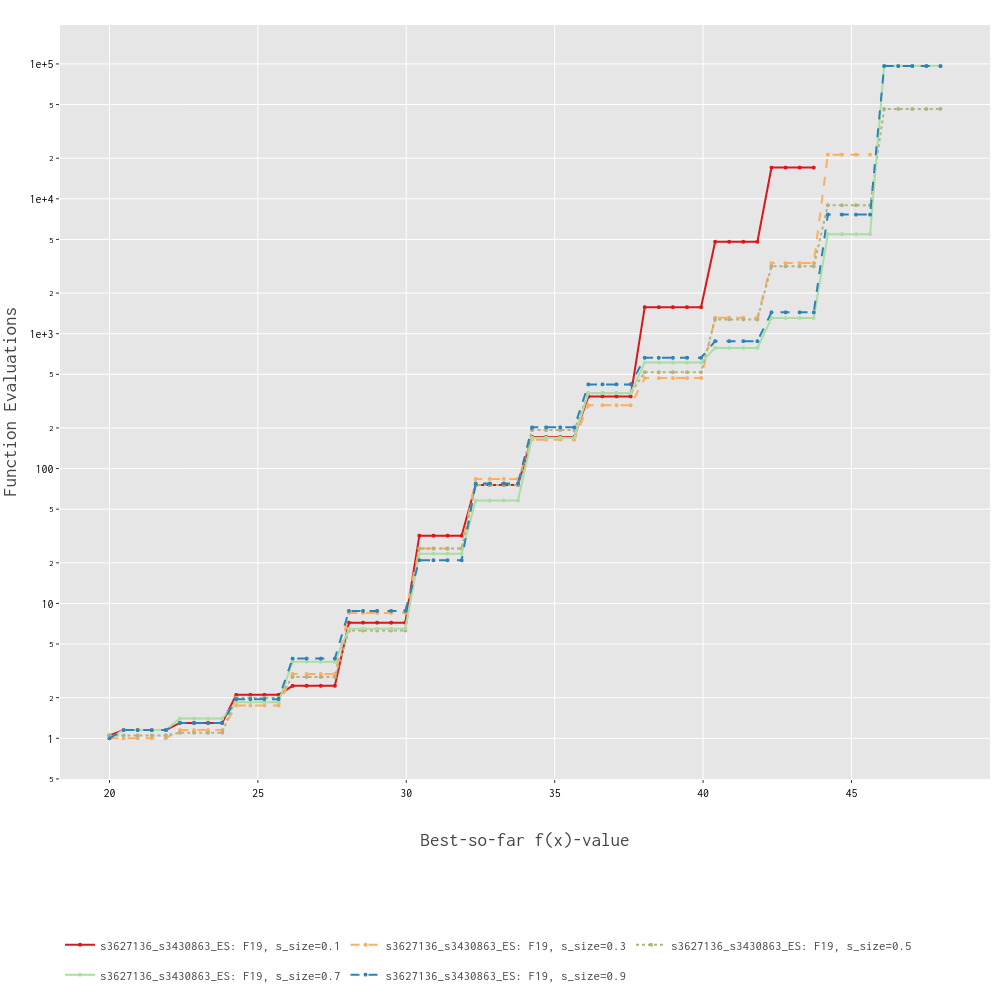 1e+5
5
2
1e+4
5
2
1e+3
5
2
100
5
2
10
5
2
1
5
Function Evaluations
20 25 30 35 40 45
Best-so-far f(x)-value
s3627136_s3430863_ES: F19, s_size=0.1 s3627136_s3430863_ES: F19, s_size=0.3 s3627136_s3430863_ES: F19, s_size=0.5
s3627136_s3430863_ES: F19, s_size=0.7 s3627136_s3430863_ES: F19, s_size=0.9